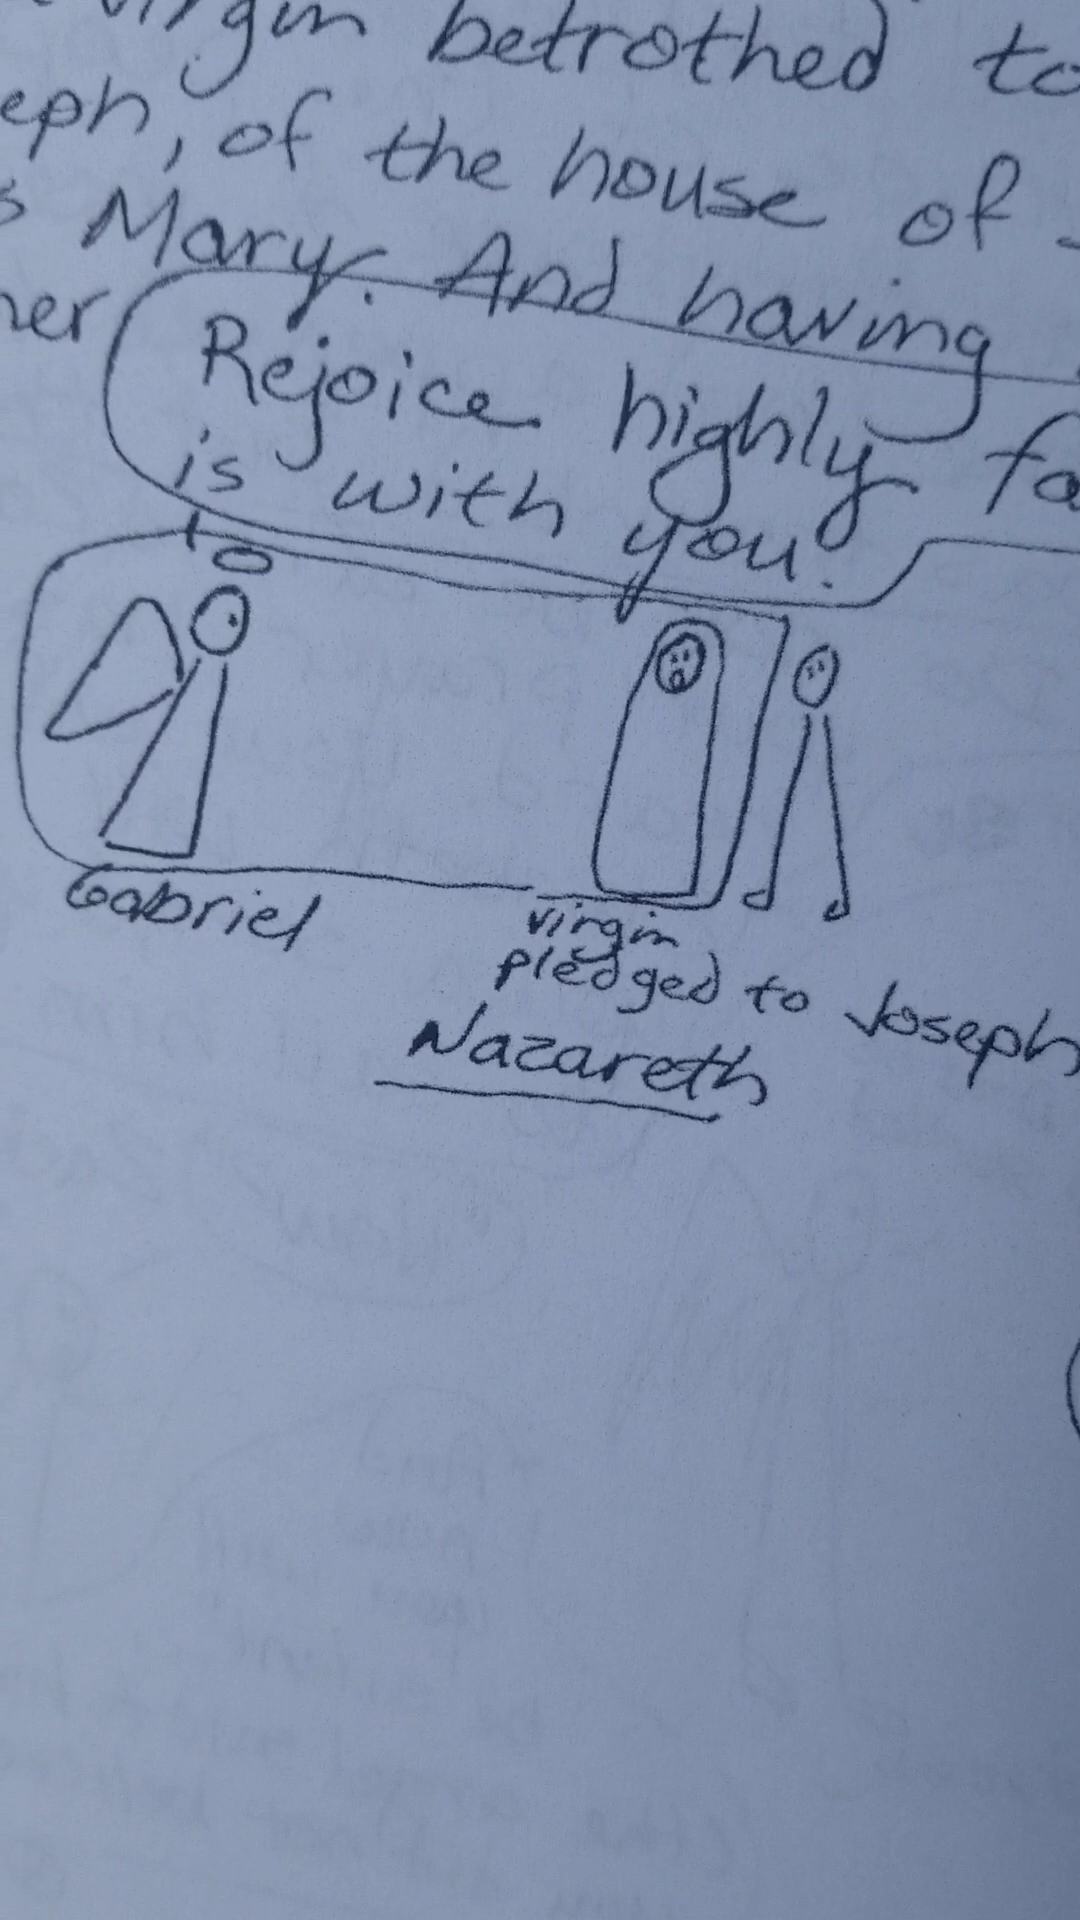 virgin betrothed to
eph, of the house of
s Mary. And having
her
Rejoice highly fa
is with you.
Gabriel
virgin
pledged to Joseph
Nazareth